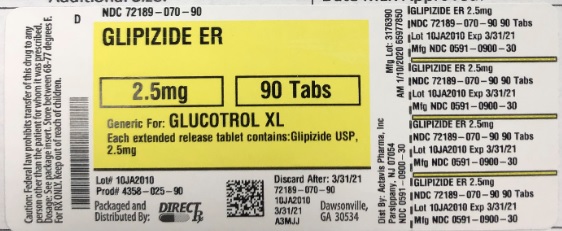 NDC 72189-070-90
D
GLIPIZIDE ER
2.5mg
90 Tabs
Generic For: GLUCOTROL XL
Each extended release tablet contains:Glipizide USP,
2.5mg
Lot# 10JA2010
Prod# 4358-025-90
Packaged and
Distributed By:
DIRECT Rx
Discard After: 3/31/21
72189-070-90
10JA2010
3/31/21
A3MJJ
Dawsonville,
GA 30534
Caution: Federal law prohibits transfer of this drug to any
person other than the patient for whom it was prescribed.
Dosage: See package insert. Store between 68-77 degrees F.
For RX ONLY. Keep out of reach of children.
Mfg Lot: 3176390
AM 1/10/2020 65977850
Dist By: Actavis Pharma, Inc
Parsippany, NJ 07054
NDC 0591-0900-30
GLIPIZIDE ER 2.5mg
NDC 72189-070-90 90 Tabs
Lot 10JA2010 Exp 3/31/21
Mfg NDC 0591-0900-30
GLIPIZIDE ER 2.5mg
NDC 72189-070-90 90 Tabs
Lot 10JA2010 Exp 3/31/21
Mfg NDC 0591-0900-30
GLIPIZIDE ER 2.5mg
NDC 72189-070-90 90 Tabs
Lot 10JA2010 Exp 3/31/21
Mfg NDC 0591-0900-30
GLIPIZIDE ER 2.5mg
NDC 72189-070-90 90 Tabs
Lot 10JA2010 Exp 3/31/21
Mfg NDC 0591-0900-30